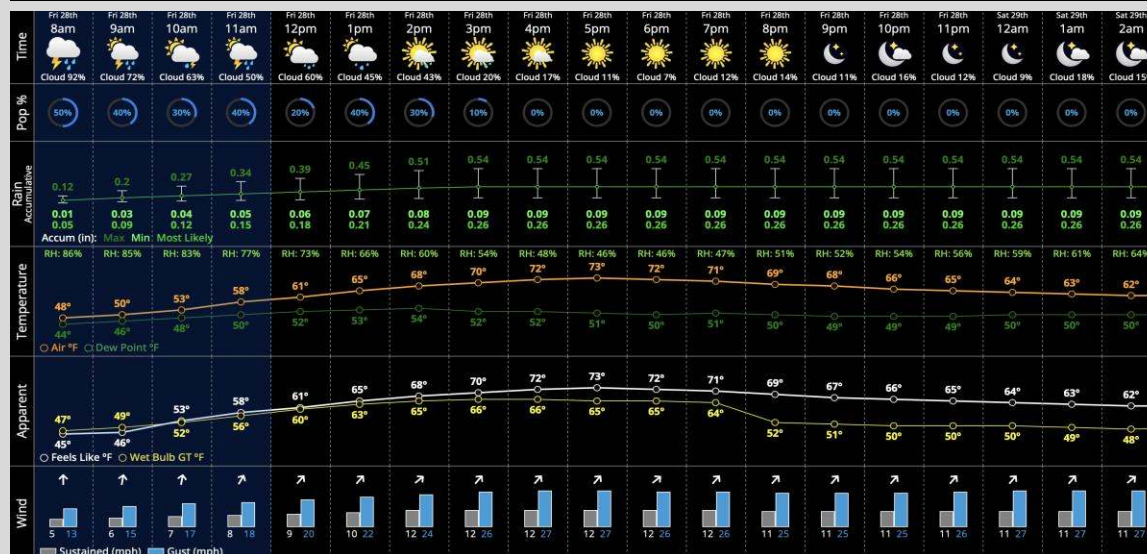 Fri 28th Fri 28th Fri 28th Fri 28th Fri 28th Fri 28th Fri 28th Fri 28th Fri 28th Fri 28th Fri 28th Fri 28th Fri 28th Fri 28th Fri 28th Fri 28th Sat 29th Sat 29th Sat 29th
Time 8am 9am 10am 11am 12pm 1pm 2pm 3pm 4pm 5pm 6pm 7pm 8pm 9pm 10pm 11pm 12am 1am 2am
Cloud 92% Cloud 72% Cloud 63% Cloud 50% Cloud 60% Cloud 45% Cloud 43% Cloud 20% Cloud 17% Cloud 11% Cloud 7% Cloud 12% Cloud 14% Cloud 11% Cloud 16% Cloud 12% Cloud 9% Cloud 18% Cloud 15%
Pop % 50% 40% 30% 40% 20% 40% 30% 10% 0% 0% 0% 0% 0% 0% 0% 0% 0% 0% 0%
Rain Accumulative
0.12 0.2 0.27 0.34 0.39 0.45 0.51 0.54 0.54 0.54 0.54 0.54 0.54 0.54 0.54 0.54 0.54 0.54 0.54
0.01 0.03 0.04 0.05 0.06 0.07 0.08 0.09 0.09 0.09 0.09 0.09 0.09 0.09 0.09 0.09 0.09 0.09 0.09
0.05 0.09 0.12 0.15 0.18 0.21 0.24 0.26 0.26 0.26 0.26 0.26 0.26 0.26 0.26 0.26 0.26 0.26 0.26
Accum (in): Max Min Most Likely
RH: 86% RH: 85% RH: 83% RH: 77% RH: 73% RH: 66% RH: 60% RH: 54% RH: 48% RH: 46% RH: 46% RH: 47% RH: 51% RH: 52% RH: 54% RH: 56% RH: 59% RH: 61% RH: 64%
Temperature
48° 50° 53° 58° 61° 65° 68° 70° 72° 73° 72° 71° 69° 68° 66° 65° 64° 63° 62°
44° 46° 48° 50° 52° 53° 54° 52° 52° 51° 50° 51° 50° 49° 49° 49° 50° 50° 50°
Air °F Dew Point °F
Apparent
47° 49° 53° 58° 61° 65° 68° 70° 72° 73° 72° 71° 69° 67° 66° 65° 64° 63° 62°
45° 46° 52° 56° 60° 63° 65° 66° 66° 65° 65° 64° 52° 51° 50° 50° 50° 49° 48°
Feels Like °F Wet Bulb GT °F
Wind
5 13 6 15 7 17 8 18 9 20 10 22 12 24 12 26 12 27 12 27 12 26 12 26 11 25 11 25 11 25 11 26 11 27 11 27 11
Sustained (mph) Gust (mph)